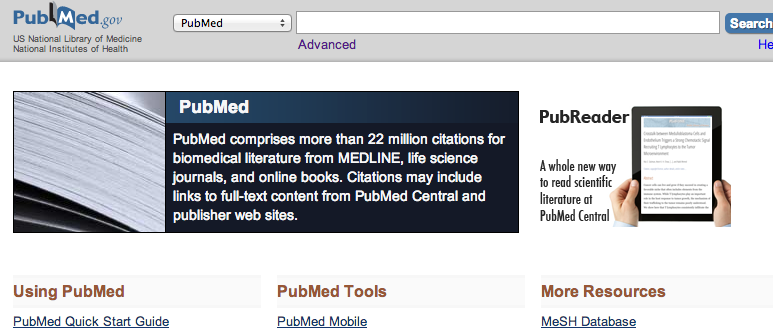 PubMed.gov
US National Library of Medicine
National Institutes of Health
PubMed
Search
Advanced
He
PubMed
PubMed comprises more than 22 million citations for
biomedical literature from MEDLINE, life science
journals, and online books. Citations may include
links to full-text content from PubMed Central and
publisher web sites.
PubReader
A whole new way
to read scientific
literature at
PubMed Central
Using PubMed
PubMed Tools
More Resources
PubMed Quick Start Guide
PubMed Mobile
MeSH Database